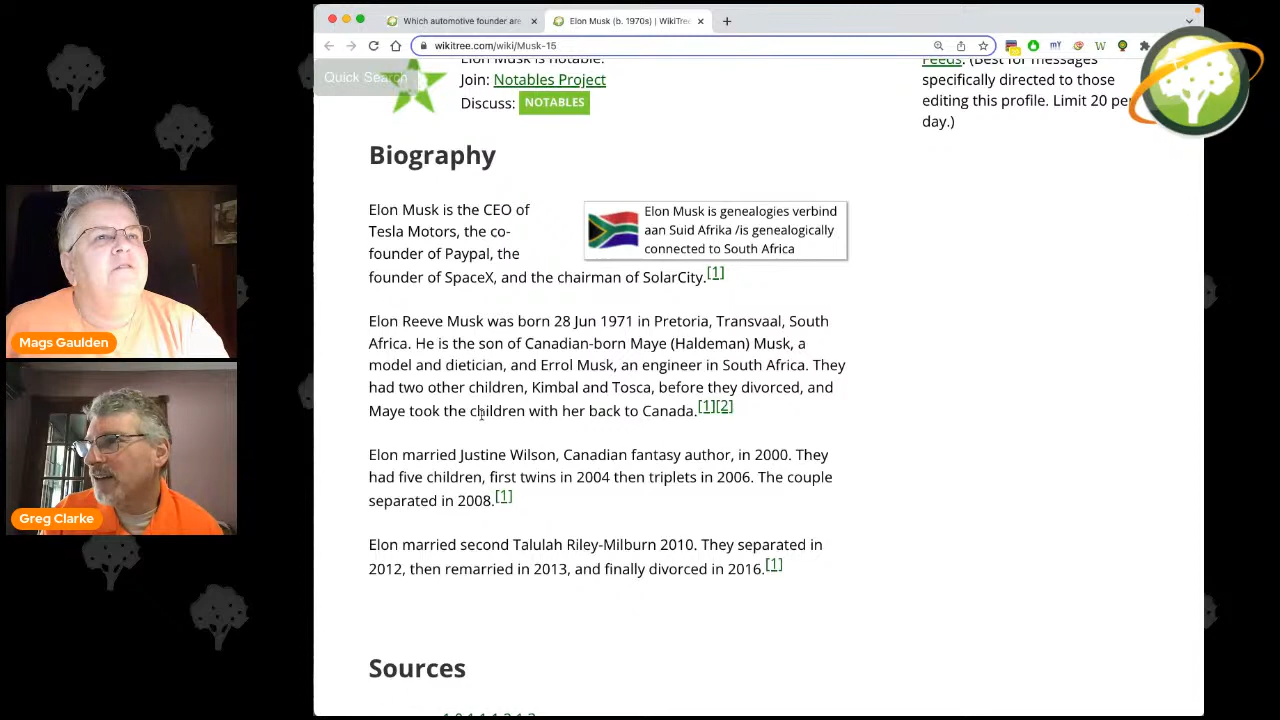 Which automotive founder are
Elon Musk (b. 1970s) | WikiTre
wikitree.com/wiki/Musk-15
Quick Search
Elon Musk is notable.
Join: Notables Project
Discuss: NOTABLES
Feeds. (Best for messages
specifically directed to those
editing this profile. Limit 20 per
day.)
Biography
Elon Musk is the CEO of
Tesla Motors, the co-
founder of Paypal, the
founder of SpaceX, and the chairman of SolarCity.[1]
Elon Musk is genealogies verbind
aan Suid Afrika /is genealogically
connected to South Africa
Elon Reeve Musk was born 28 Jun 1971 in Pretoria, Transvaal, South
Africa. He is the son of Canadian-born Maye (Haldeman) Musk, a
model and dietician, and Errol Musk, an engineer in South Africa. They
had two other children, Kimbal and Tosca, before they divorced, and
Maye took the children with her back to Canada.[1][2]
Elon married Justine Wilson, Canadian fantasy author, in 2000. They
had five children, first twins in 2004 then triplets in 2006. The couple
separated in 2008.[1]
Elon married second Talulah Riley-Milburn 2010. They separated in
2012, then remarried in 2013, and finally divorced in 2016.[1]
Sources
Mags Gaulden
Greg Clarke